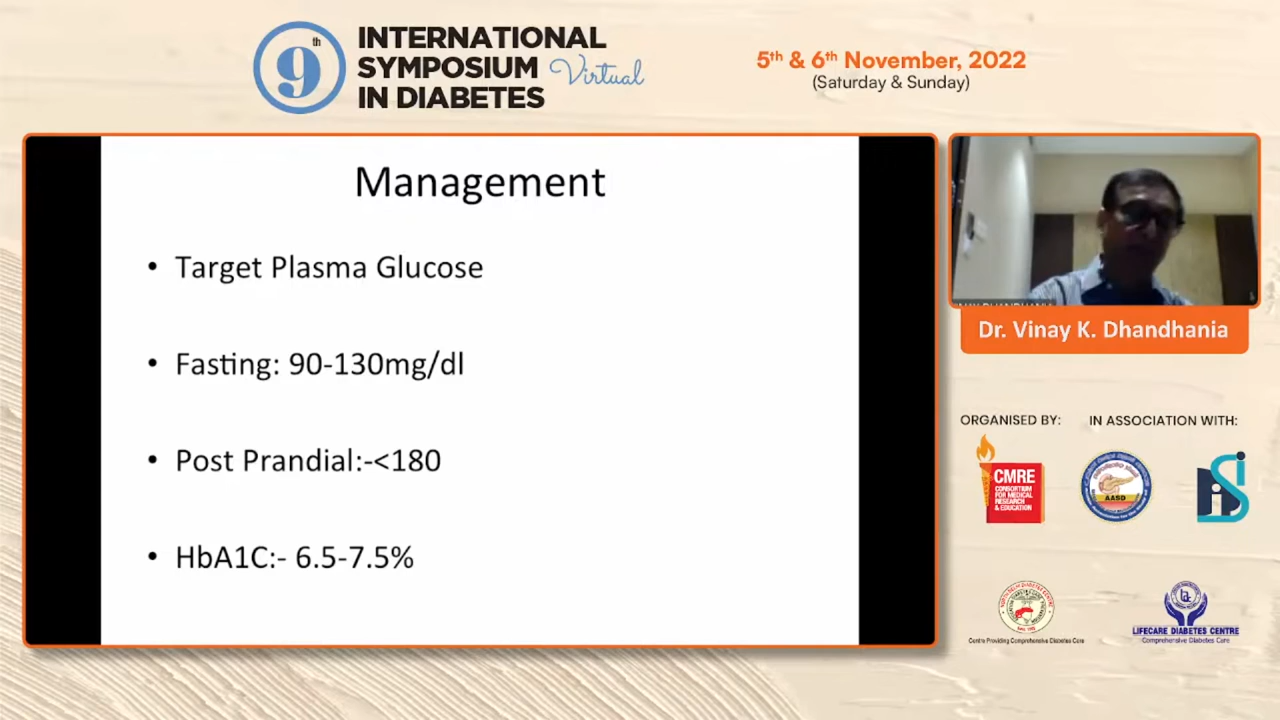 9th
INTERNATIONAL
SYMPOSIUM Virtual
IN DIABETES
5th & 6th November, 2022
(Saturday & Sunday)
Management
• Target Plasma Glucose
• Fasting: 90-130mg/dl
• Post Prandial:-<180
• HbA1C:- 6.5-7.5%
Dr. Vinay K. Dhandhania
ORGANISED BY:
IN ASSOCIATION WITH:
CMRE
CONSORTIUM
FOR MEDICAL
RESEARCH
& EDUCATION
AASD
Centre Providing Comprehensive Diabetes Care
LIFECARE DIABETES CENTRE
Comprehensive Diabetes Care